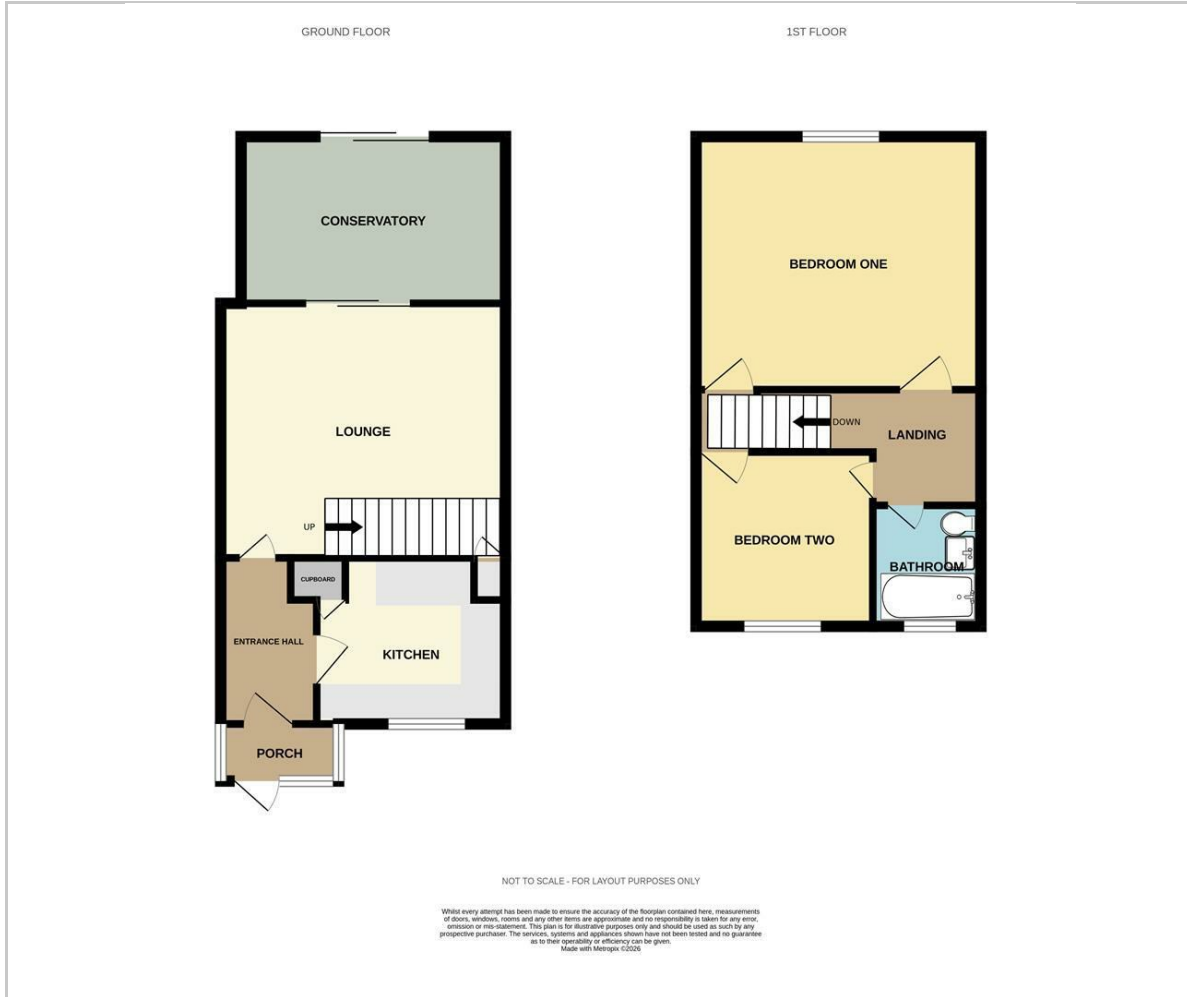 GROUND FLOOR
1ST FLOOR
CONSERVATORY
LOUNGE
UP
CUPBOARD
ENTRANCE HALL
KITCHEN
PORCH
BEDROOM ONE
DOWN
LANDING
BEDROOM TWO
BATHROOM
NOT TO SCALE - FOR LAYOUT PURPOSES ONLY
Whilst every attempt has been made to ensure the accuracy of the floorplan contained here, measurements
of doors, windows, rooms and any other items are approximate and no responsibility is taken for any error,
omission or mis-statement. This plan is for illustrative purposes only and should be used as such by any
prospective purchaser. The services, systems and appliances shown have not been tested and no guarantee
as to their operability or efficiency can be given.
Made with Metropix ©2026